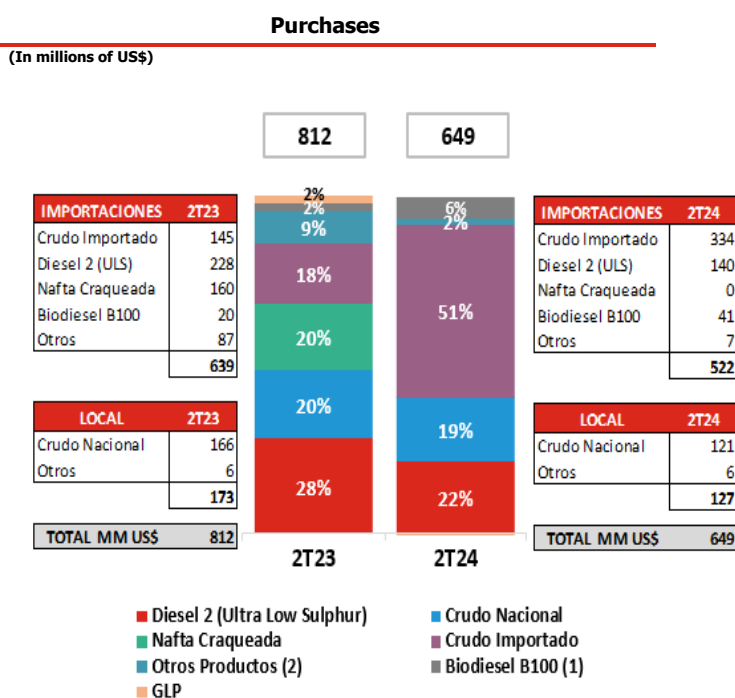 Purchases
(In millions of US$)
812
649
IMPORTACIONES 2T23
Crudo Importado 145
Diesel 2 (ULS) 228
Nafta Craqueada 160
Biodiesel B100 20
Otros 87
639
LOCAL 2T23
Crudo Nacional 166
Otros 6
173
TOTAL MM US$ 812
2%
2%
9%
18%
20%
20%
28%
2T23
6%
2%
51%
19%
22%
2T24
IMPORTACIONES 2T24
Crudo Importado 334
Diesel 2 (ULS) 140
Nafta Craqueada 0
Biodiesel B100 41
Otros 7
522
LOCAL 2T24
Crudo Nacional 121
Otros 6
127
TOTAL MM US$ 649
Diesel 2 (Ultra Low Sulphur)
Crudo Nacional
Nafta Craqueada
Crudo Importado
Otros Productos (2)
Biodiesel B100 (1)
GLP